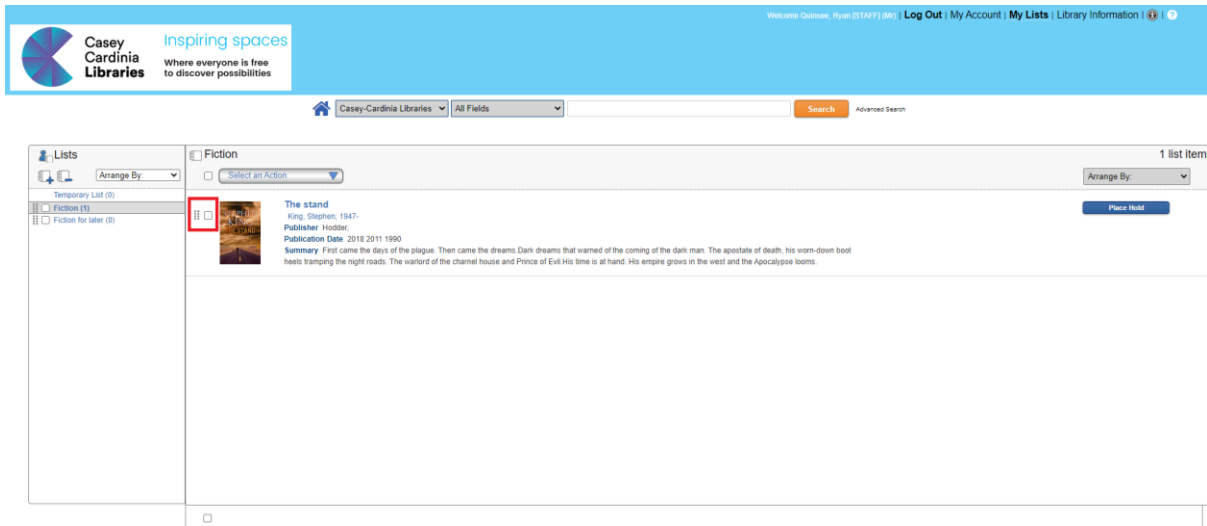 Welcome Quinsee, Ryan [STAFF] (Mr) | Log Out | My Account | My Lists | Library Information |
Casey
Cardinia
Libraries
Inspiring spaces
Where everyone is free
to discover possibilities
Casey-Cardinia Libraries
All Fields
Search
Advanced Search
Lists
Arrange By:
Temporary List (0)
Fiction (1)
Fiction for later (0)
Fiction
1 list item
Select an Action
Arrange By:
The stand
King, Stephen, 1947-
Publisher Hodder,
Publication Date 2018 2011 1990
Summary First came the days of the plague. Then came the dreams.Dark dreams that warned of the coming of the dark man. The apostate of death, his worn-down boot
heels tramping the night roads. The warlord of the charnel house and Prince of Evil.His time is at hand. His empire grows in the west and the Apocalypse looms.
Place Hold